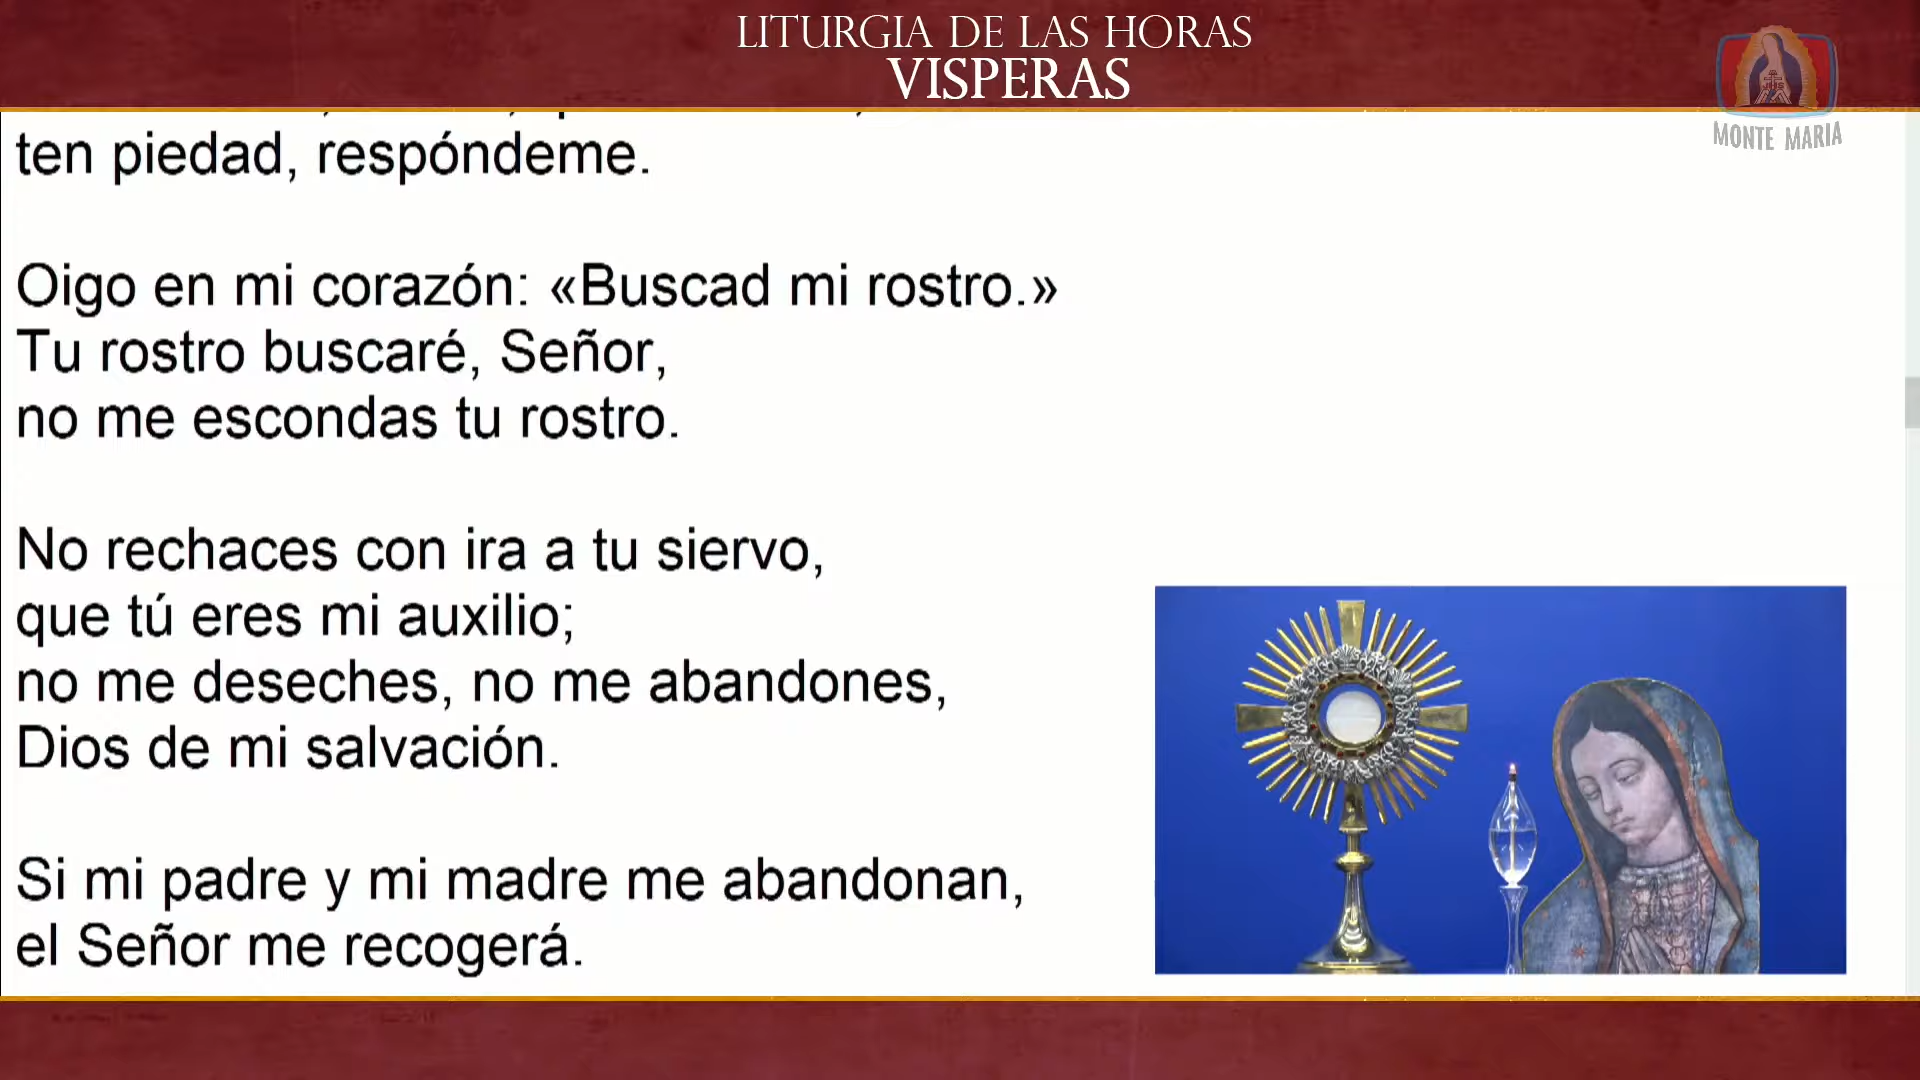 LITURGIA DE LAS HORAS
VISPERAS
MONTE MARIA
ten piedad, respóndeme.
Oigo en mi corazón: «Buscad mi rostro.»
Tu rostro buscaré, Señor,
no me escondas tu rostro.
No rechaces con ira a tu siervo,
que tú eres mi auxilio;
no me deseches, no me abandones,
Dios de mi salvación.
Si mi padre y mi madre me abandonan,
el Señor me recogerá.